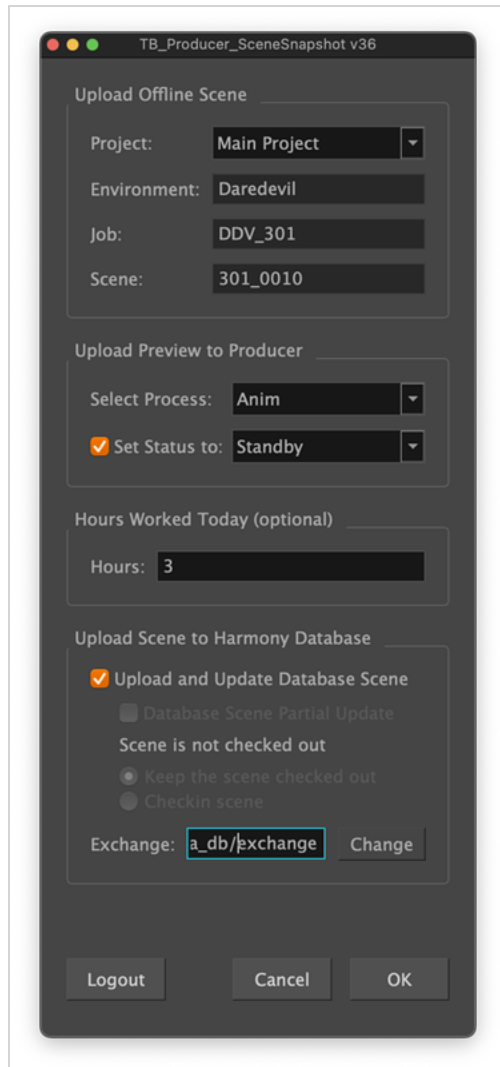 TB_Producer_SceneSnapshot v36
Upload Offline Scene
Project: Main Project
Environment: Daredevil
Job: DDV_301
Scene: 301_0010
Upload Preview to Producer
Select Process: Anim
Set Status to: Standby
Hours Worked Today (optional)
Hours: 3
Upload Scene to Harmony Database
Upload and Update Database Scene
Database Scene Partial Update
Scene is not checked out
Keep the scene checked out
Checkin scene
Exchange: a_db/exchange Change
Logout Cancel OK